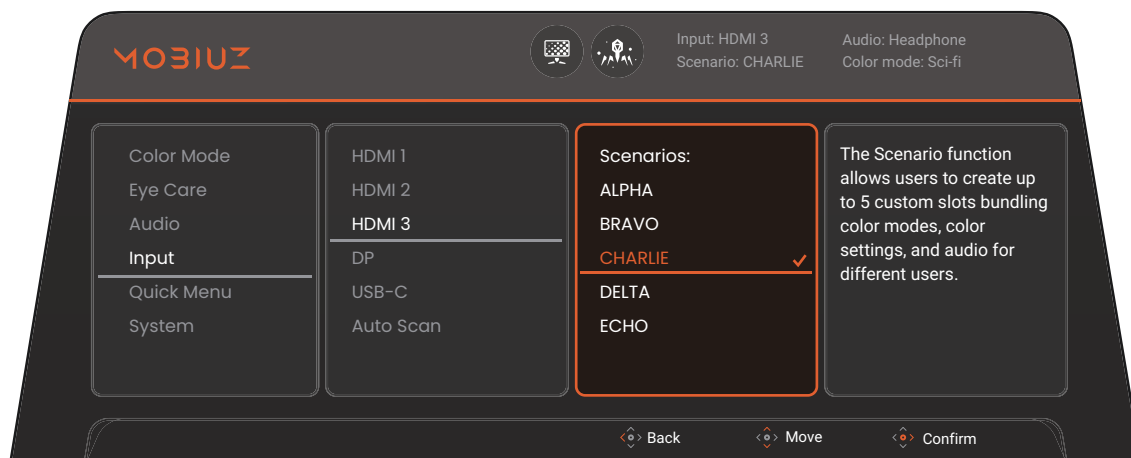 MOBIUZ
Input: HDMI 3
Scenario: CHARLIE
Audio: Headphone
Color mode: Sci-fi
Color Mode
Eye Care
Audio
Input
Quick Menu
System
HDMI 1
HDMI 2
HDMI 3
DP
USB-C
Auto Scan
Scenarios:
ALPHA
BRAVO
CHARLIE
DELTA
ECHO
The Scenario function
allows users to create up
to 5 custom slots bundling
color modes, color
settings, and audio for
different users.
Back
Move
Confirm